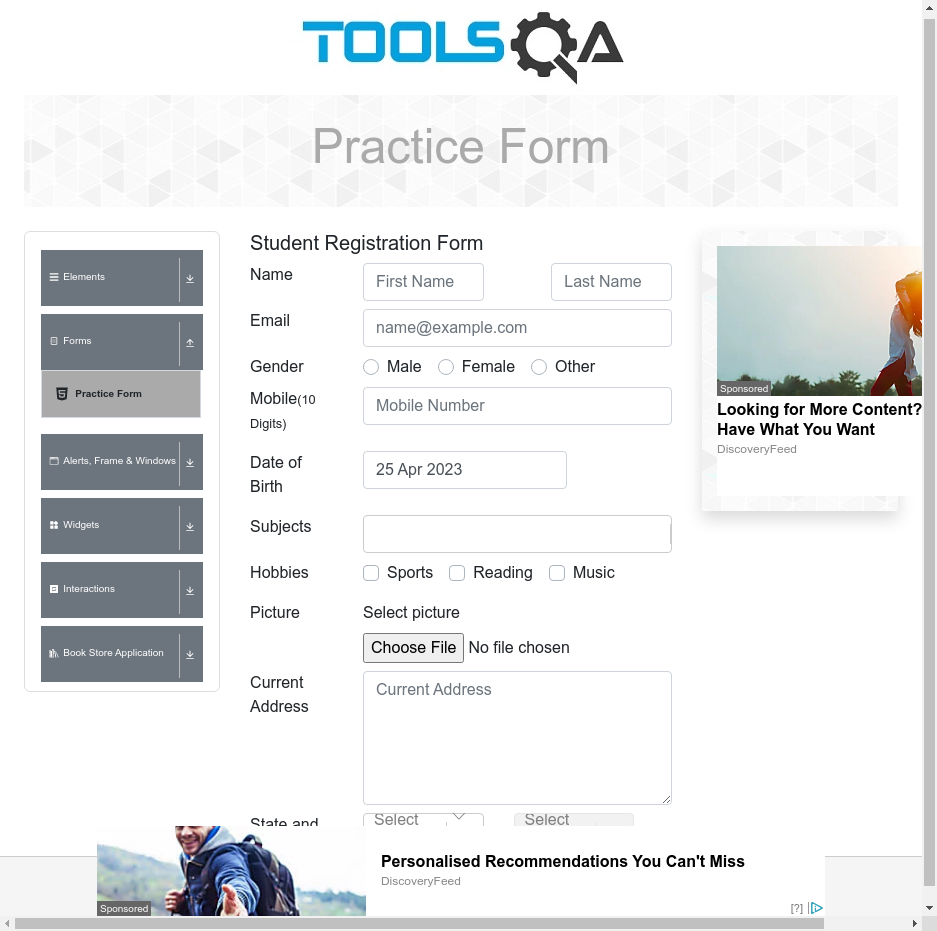 TOOLSQA
Practice Form
Elements
Forms
Practice Form
Alerts, Frame & Windows
Widgets
Interactions
Book Store Application
Student Registration Form
Name
First Name
Last Name
Email
name@example.com
Gender
Male
Female
Other
Mobile(10
Digits)
Mobile Number
Date of
Birth
25 Apr 2023
Subjects
Hobbies
Sports
Reading
Music
Picture
Select picture
Choose File No file chosen
Current
Address
Current Address
State and
Select
Select
Sponsored
Looking for More Content?
Have What You Want
DiscoveryFeed
Sponsored
Personalised Recommendations You Can't Miss
DiscoveryFeed
[?]